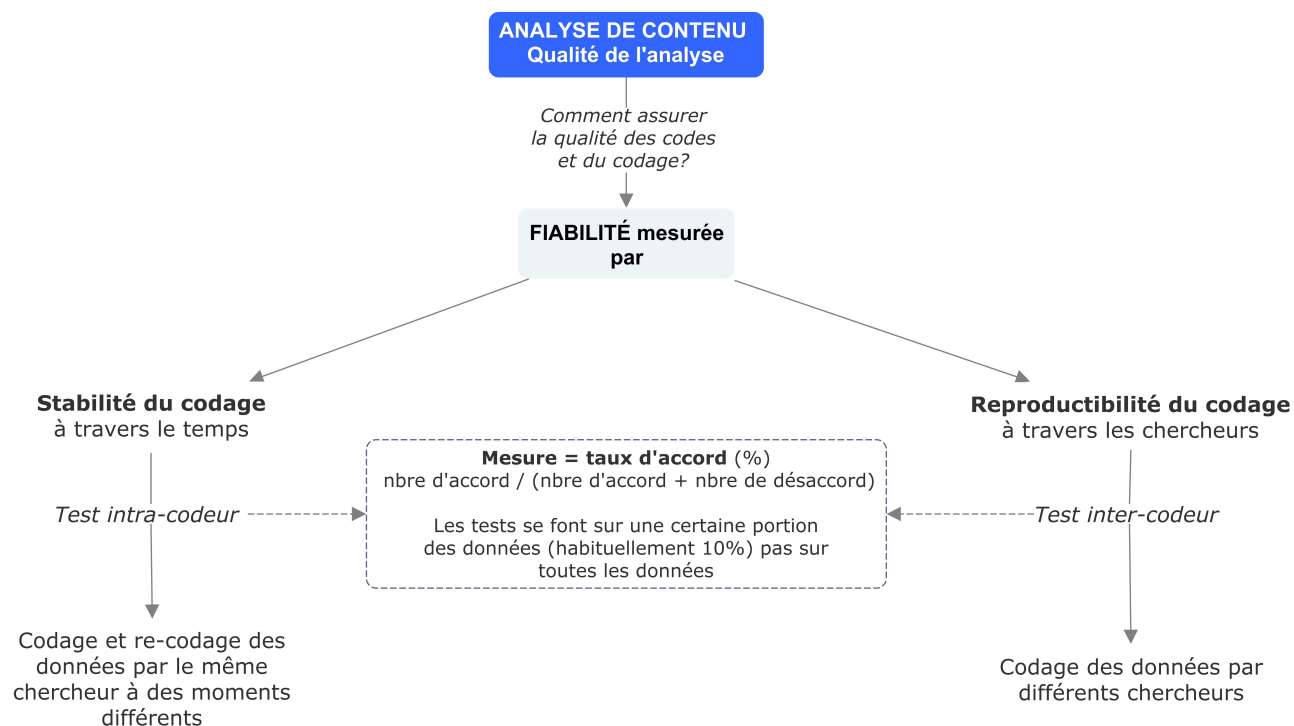 ANALYSE DE CONTENU
Qualité de l'analyse
Comment assurer
la qualité des codes
et du codage?
FIABILITÉ mesurée
par
Stabilité du codage
à travers le temps
Reproductibilité du codage
à travers les chercheurs
Mesure = taux d'accord (%)
nbre d'accord / (nbre d'accord + nbre de désaccord)
Les tests se font sur une certaine portion
des données (habituellement 10%) pas sur
toutes les données
Test intra-codeur
Test inter-codeur
Codage et re-codage des
données par le même
chercheur à des moments
différents
Codage des données par
différents chercheurs